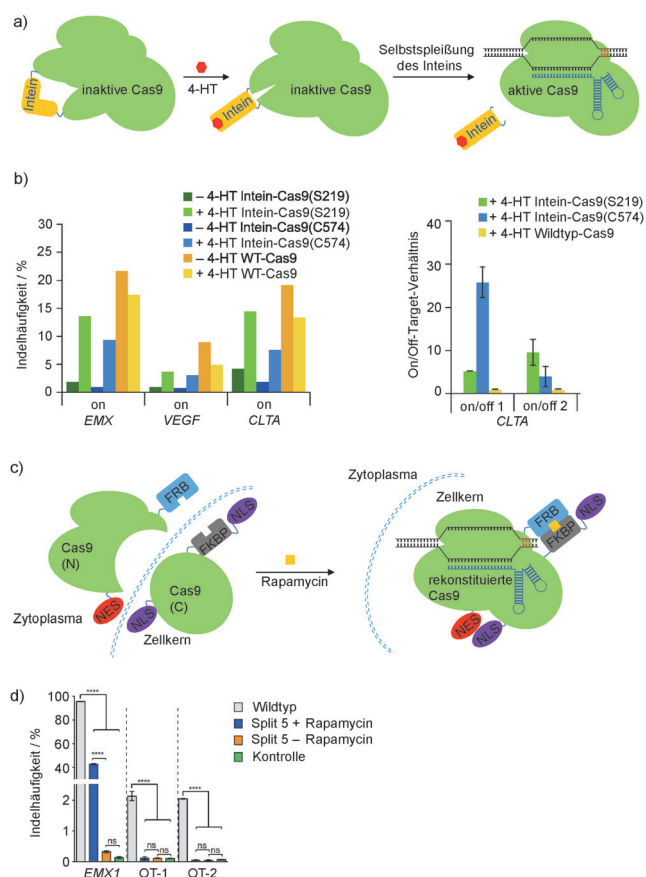 a)
Intein
inaktive Cas9
4-HT
Intein
inaktive Cas9
Selbstspleißung
des Inteins
Intein
aktive Cas9
b)
– 4-HT Intein-Cas9(S219)
+ 4-HT Intein-Cas9(S219)
– 4-HT Intein-Cas9(C574)
+ 4-HT Intein-Cas9(C574)
– 4-HT WT-Cas9
+ 4-HT WT-Cas9
Indelhäufigkeit / %
30
25
20
15
10
5
0
on
on
on
EMX
VEGF
CLTA
+ 4-HT Intein-Cas9(S219)
+ 4-HT Intein-Cas9(C574)
+ 4-HT Wildtyp-Cas9
On/Off-Target-Verhältnis
40
30
20
10
0
on/off 1
on/off 2
CLTA
c)
Cas9
(N)
FRB
FKBP
NLS
Cas9
(C)
NES
NLS
Zytoplasma
Zellkern
Rapamycin
Zytoplasma
Zellkern
FRB
FKBP
NLS
rekonstituierte
Cas9
NES
NLS
d)
Indelhäufigkeit / %
100
80
60
40
2
1
0
****
****
ns
****
ns
ns
****
ns
ns
EMX1
OT-1
OT-2
Wildtyp
Split 5 + Rapamycin
Split 5 – Rapamycin
Kontrolle